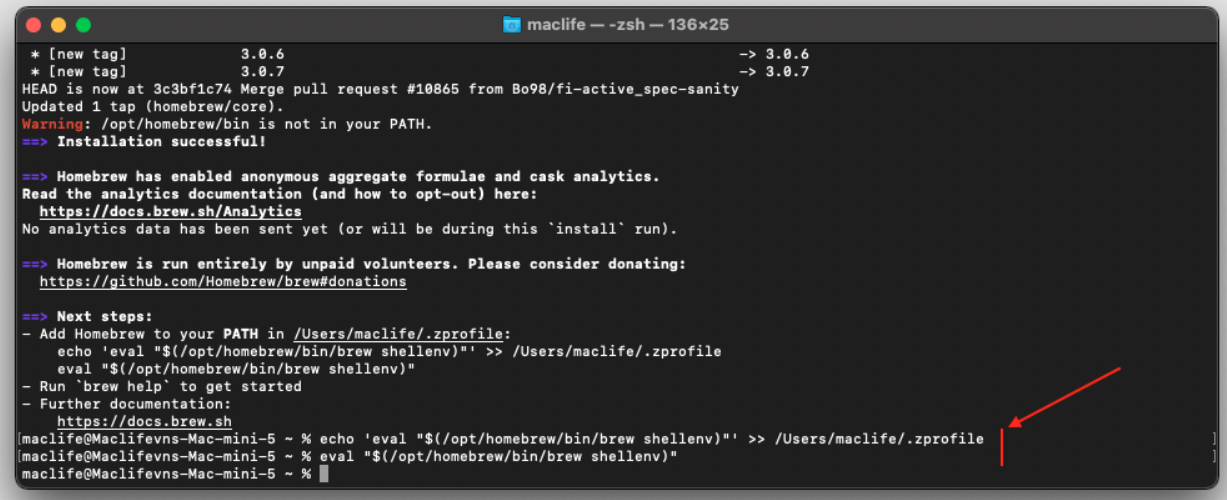 maclife — -zsh — 136×25
* [new tag] 3.0.6 -> 3.0.6
* [new tag] 3.0.7 -> 3.0.7
HEAD is now at 3c3bf1c74 Merge pull request #10865 from Bo98/fi-active_spec-sanity
Updated 1 tap (homebrew/core).
Warning: /opt/homebrew/bin is not in your PATH.
==> Installation successful!
==> Homebrew has enabled anonymous aggregate formulae and cask analytics.
Read the analytics documentation (and how to opt-out) here:
https://docs.brew.sh/Analytics
No analytics data has been sent yet (or will be during this `install` run).
==> Homebrew is run entirely by unpaid volunteers. Please consider donating:
https://github.com/Homebrew/brew#donations
==> Next steps:
- Add Homebrew to your PATH in /Users/maclife/.zprofile:
echo 'eval "$(/opt/homebrew/bin/brew shellenv)"' >> /Users/maclife/.zprofile
eval "$(/opt/homebrew/bin/brew shellenv)"
- Run `brew help` to get started
- Further documentation:
https://docs.brew.sh
[maclife@Maclifevns-Mac-mini-5 ~ % echo 'eval "$(/opt/homebrew/bin/brew shellenv)"' >> /Users/maclife/.zprofile ]
[maclife@Maclifevns-Mac-mini-5 ~ % eval "$(/opt/homebrew/bin/brew shellenv)" ]
maclife@Maclifevns-Mac-mini-5 ~ %